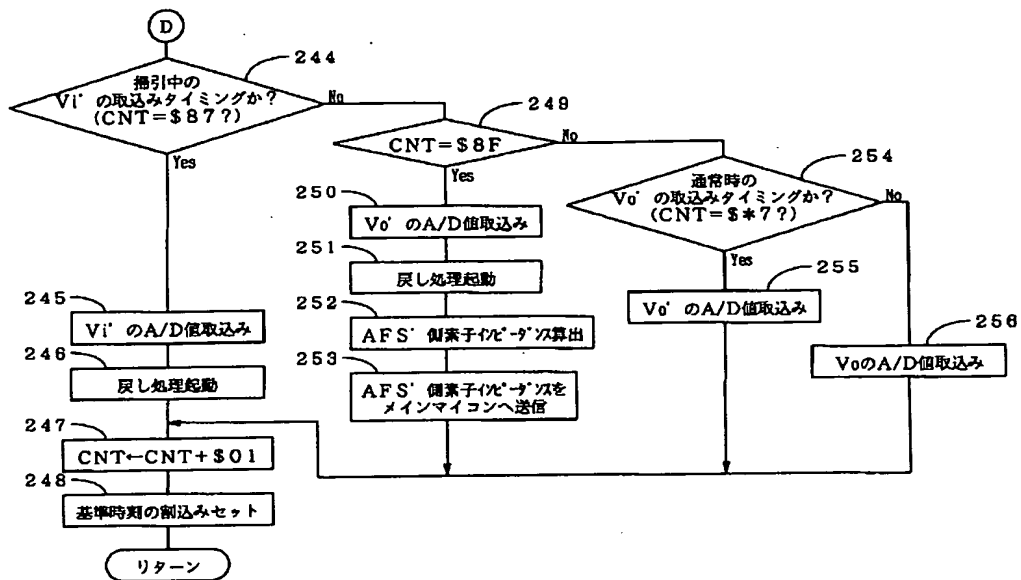 D
244
掃引中の
Vi' の取込みタイミングか?
(CNT=$87?)
No
Yes
249
CNT=$8F
No
Yes
254
通常時の
Vo' の取込みタイミングか?
(CNT=$*7?)
No
Yes
250
Vo' のA/D値取込み
251
戻し処理起動
252
AFS' 側素子インピーダンス算出
253
AFS' 側素子インピーダンスを
メインマイコンへ送信
255
Vo' のA/D値取込み
256
VoのA/D値取込み
245
Vi' のA/D値取込み
246
戻し処理起動
247
CNT←CNT+$01
248
基準時刻の割込みセット
リターン